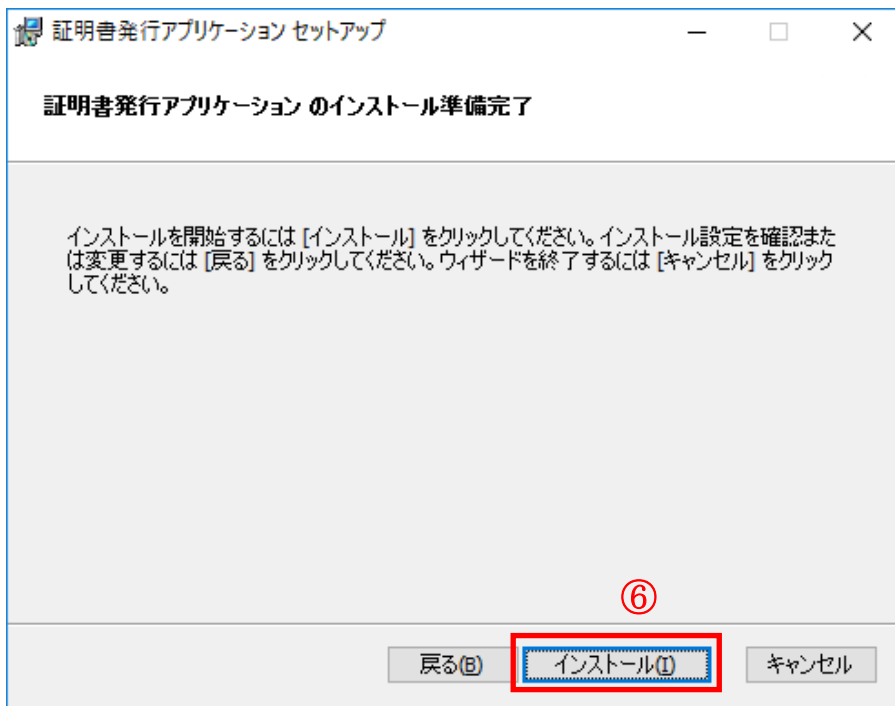 証明書発行アプリケーション セットアップ
証明書発行アプリケーション のインストール準備完了
インストールを開始するには [インストール] をクリックしてください。インストール設定を確認また
は変更するには [戻る] をクリックしてください。ウィザードを終了するには [キャンセル] をクリック
してください。
⑥
戻る(B) インストール(I) キャンセル